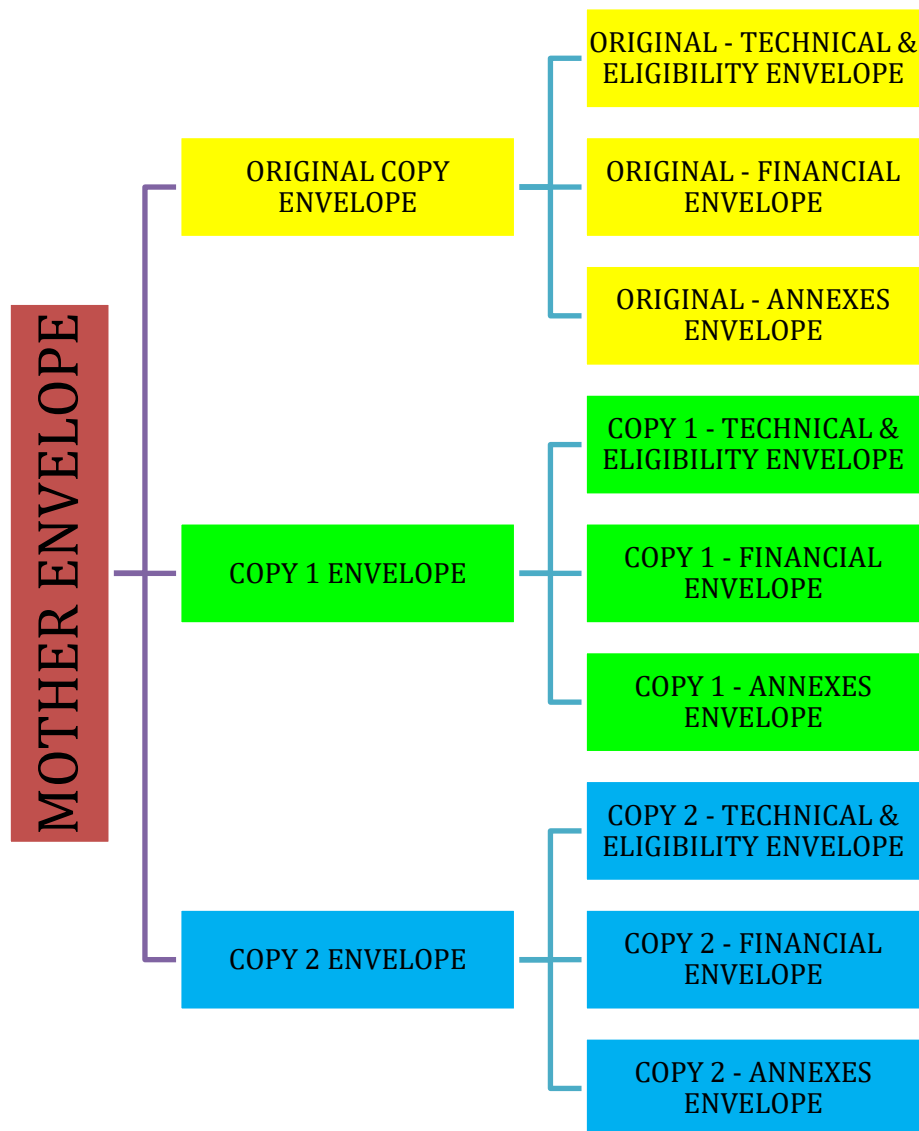 MOTHER ENVELOPE
ORIGINAL COPY
ENVELOPE
ORIGINAL - TECHNICAL &
ELIGIBILITY ENVELOPE
ORIGINAL - FINANCIAL
ENVELOPE
ORIGINAL - ANNEXES
ENVELOPE
COPY 1 ENVELOPE
COPY 1 - TECHNICAL &
ELIGIBILITY ENVELOPE
COPY 1 - FINANCIAL
ENVELOPE
COPY 1 - ANNEXES
ENVELOPE
COPY 2 ENVELOPE
COPY 2 - TECHNICAL &
ELIGIBILITY ENVELOPE
COPY 2 - FINANCIAL
ENVELOPE
COPY 2 - ANNEXES
ENVELOPE